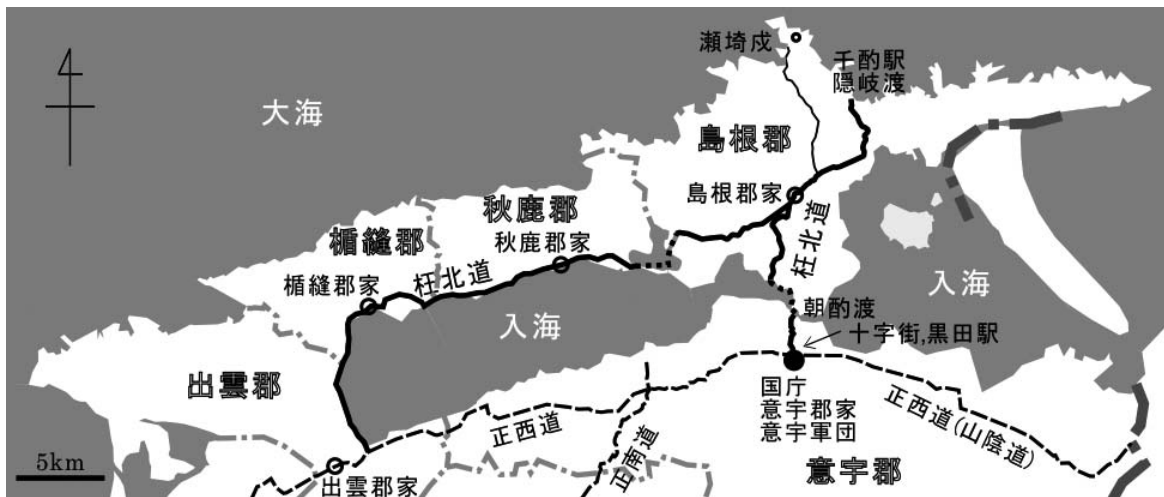 瀬埼戍
千酌駅
隠岐渡
大海
島根郡
島根郡家
秋鹿郡
秋鹿郡家
枉北道
楯縫郡
楯縫郡家
枉北道
入海
入海
朝酌渡
十字街,黒田駅
出雲郡
国庁
意宇郡家
意宇軍団
正西道
正西道(山陰道)
正南道
意宇郡
5km
出雲郡家